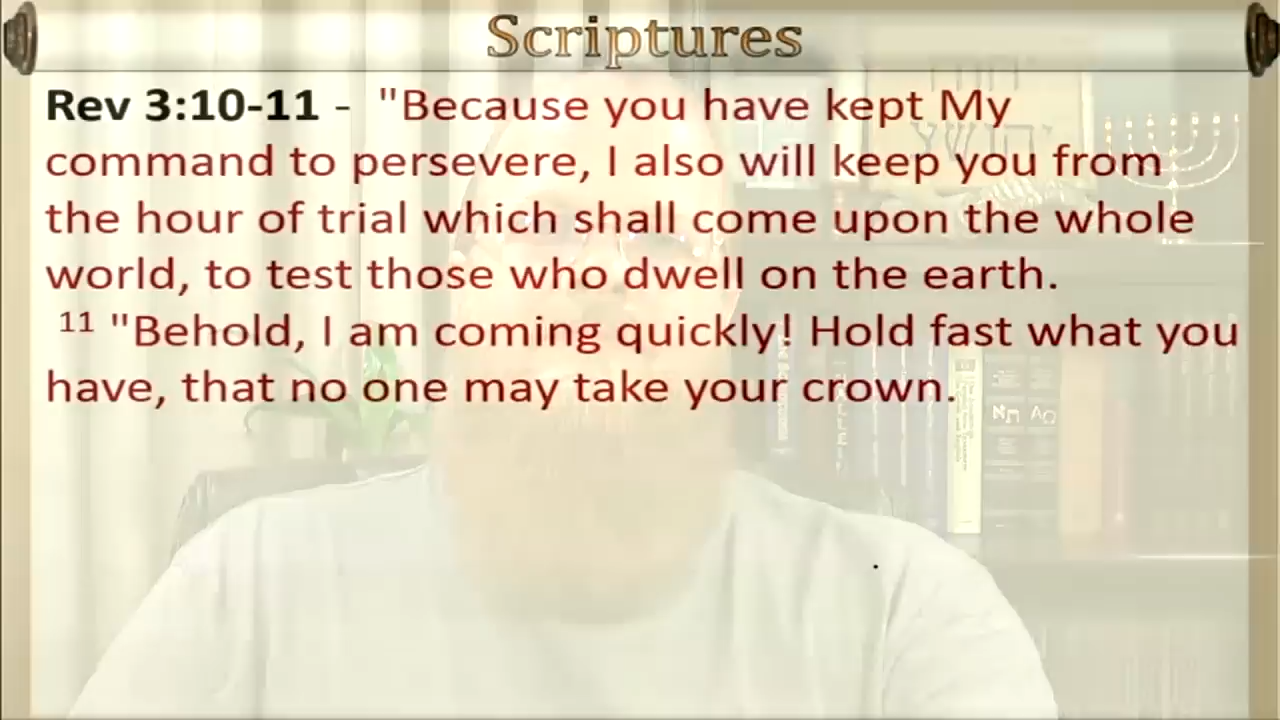 Scriptures
Rev 3:10-11 - "Because you have kept My
command to persevere, I also will keep you from
the hour of trial which shall come upon the whole
world, to test those who dwell on the earth.
11 "Behold, I am coming quickly! Hold fast what you
have, that no one may take your crown.
את ΑΩ